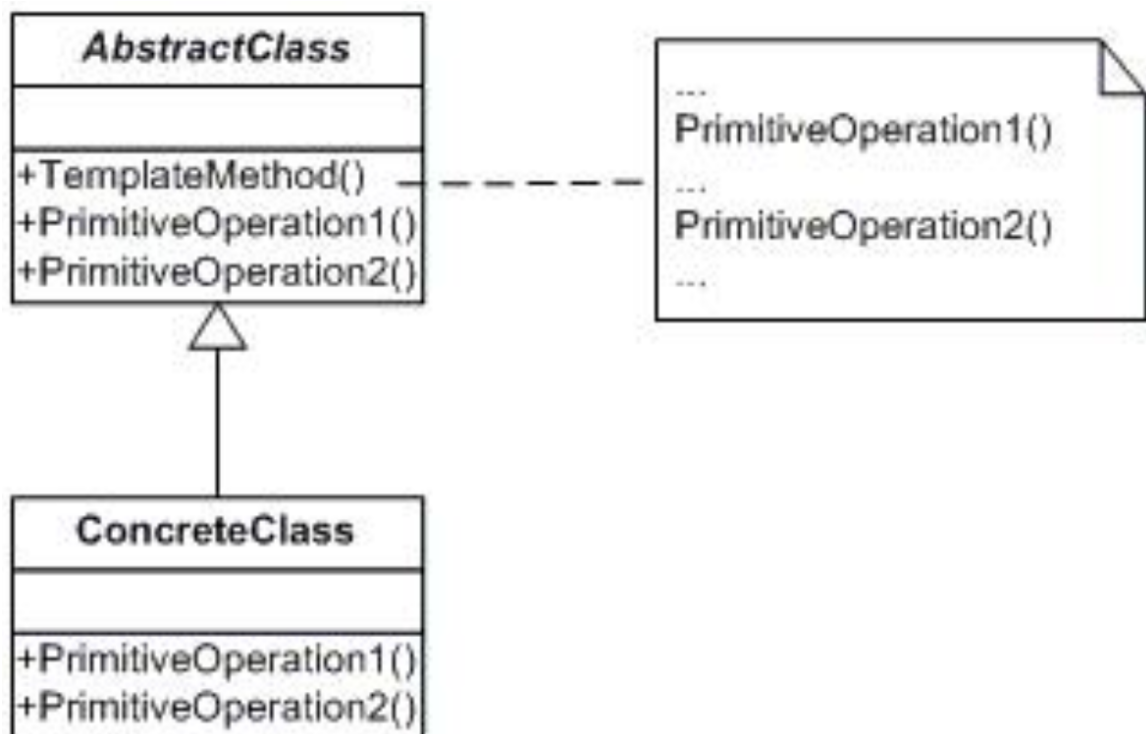 AbstractClass
+TemplateMethod()
+PrimitiveOperation1()
+PrimitiveOperation2()
...
PrimitiveOperation1()
...
PrimitiveOperation2()
...
ConcreteClass
+PrimitiveOperation1()
+PrimitiveOperation2()